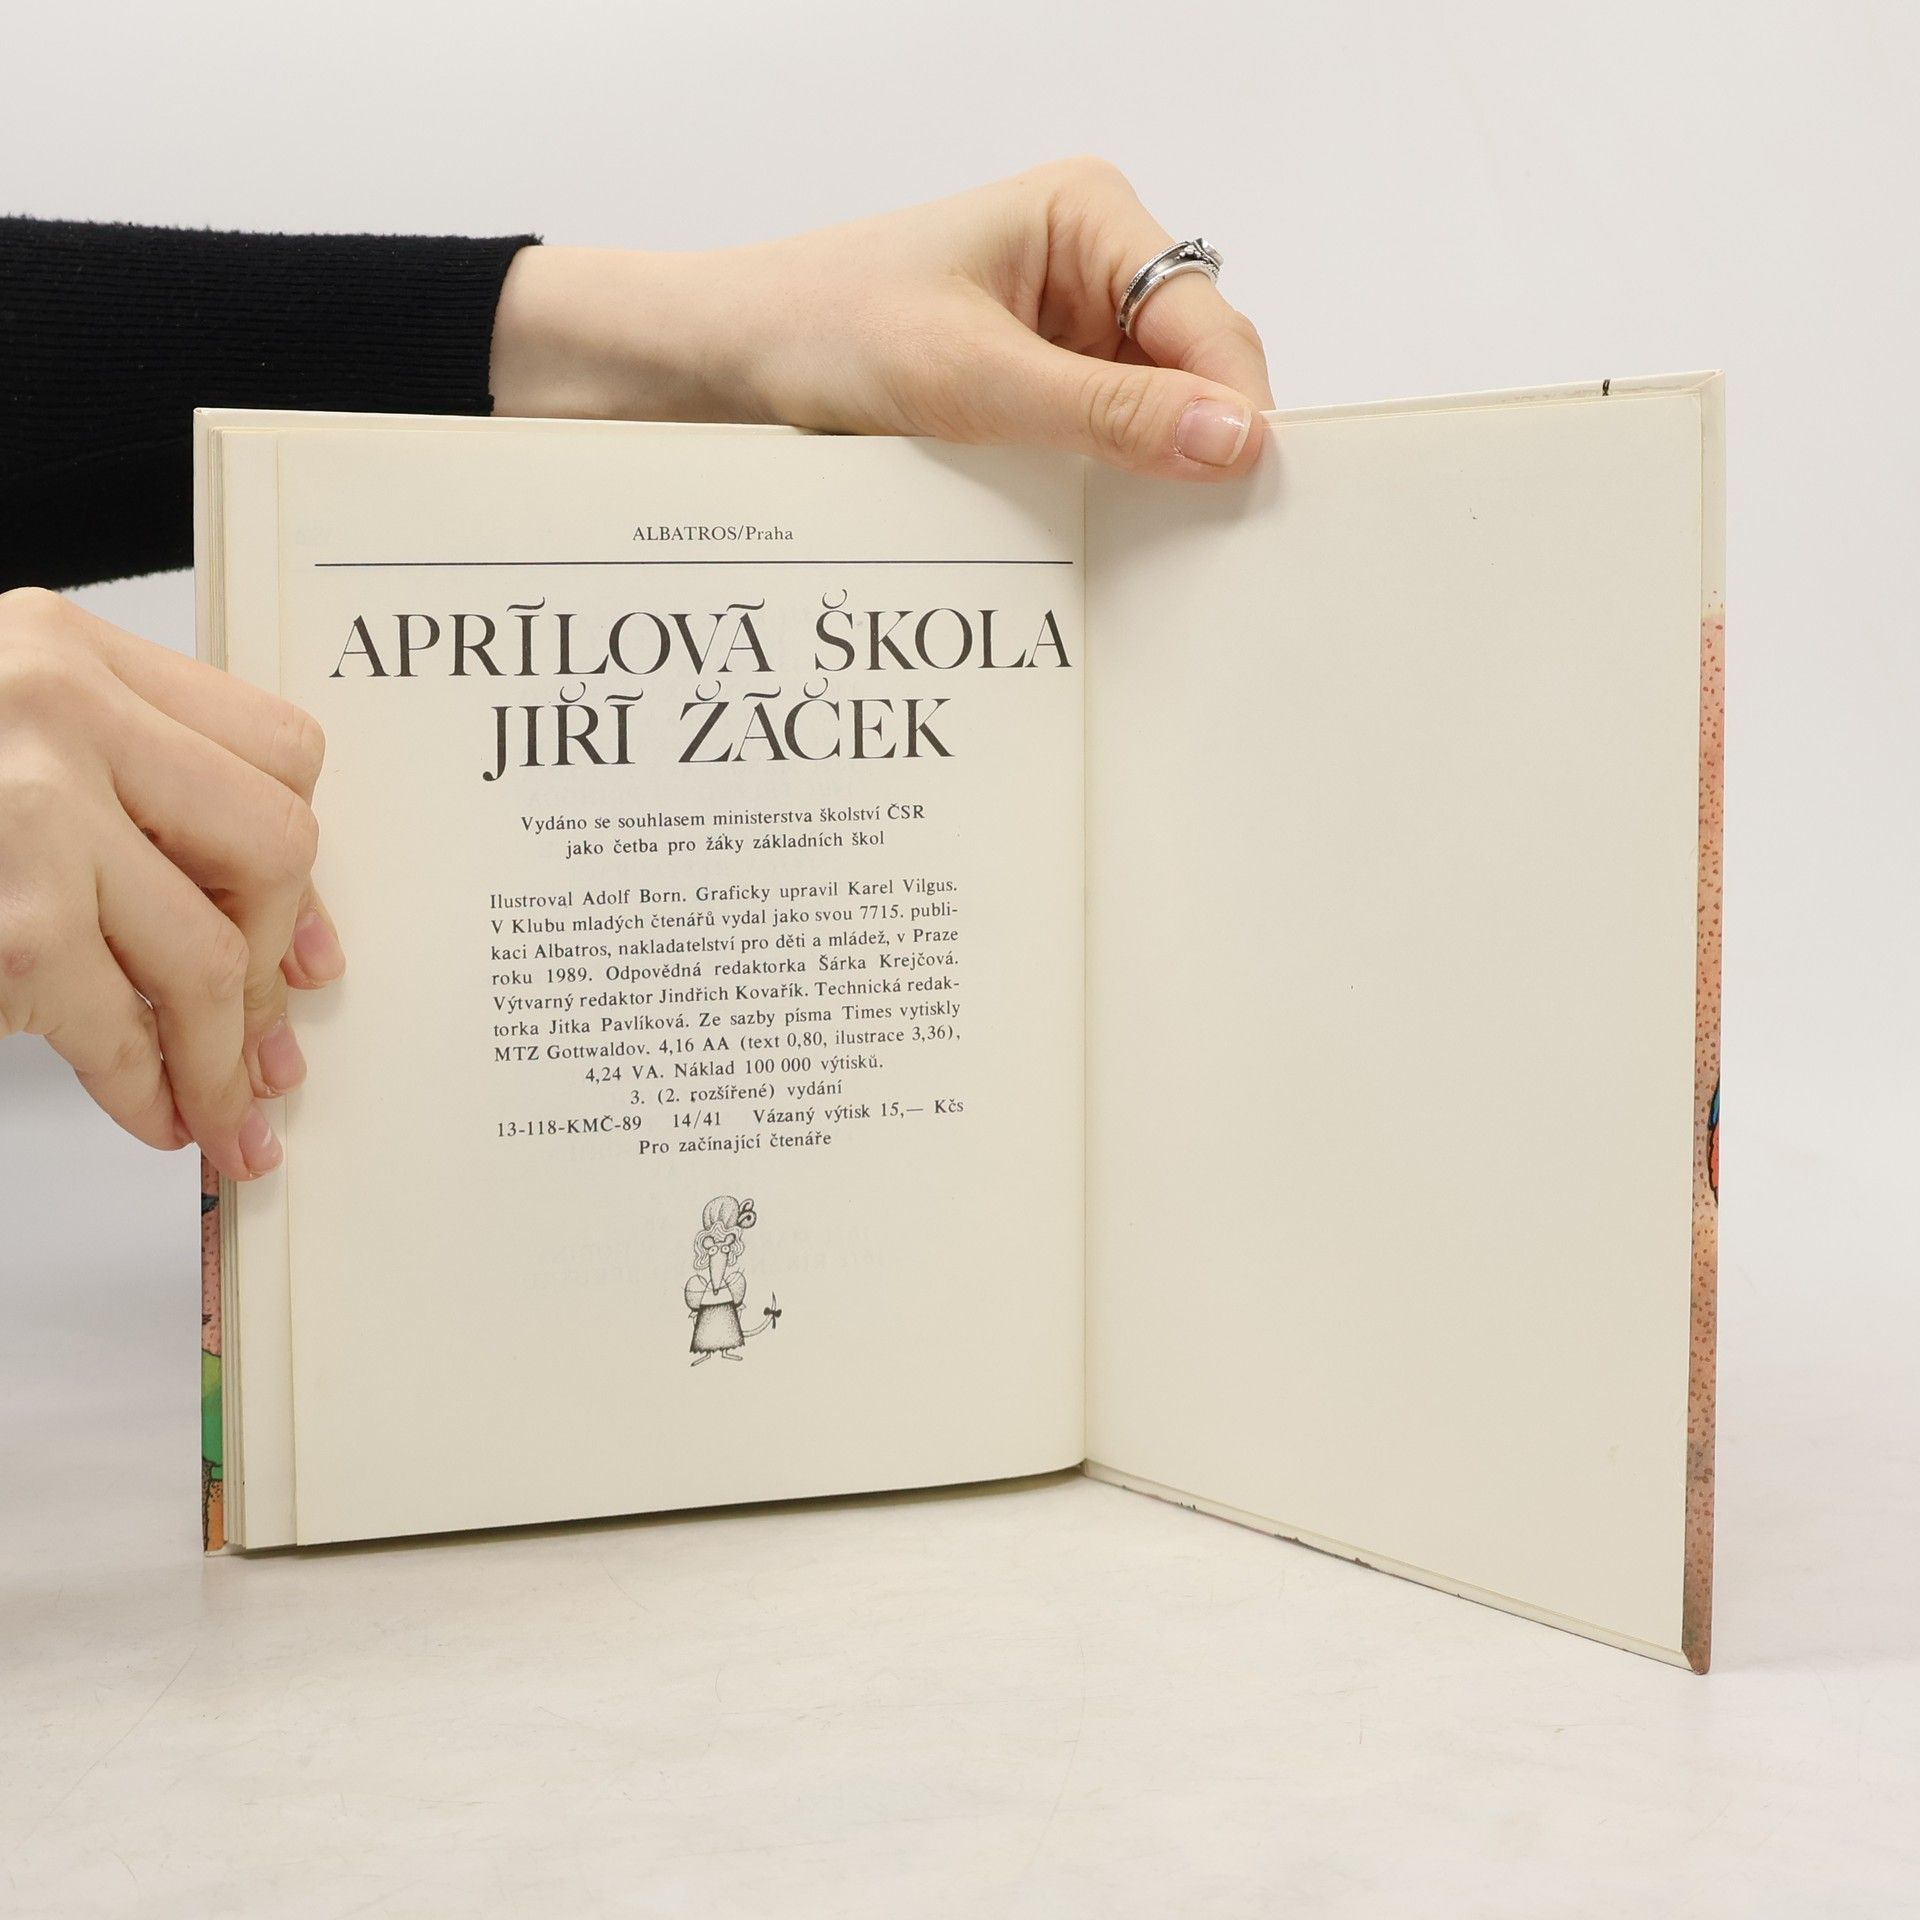 ALBATROS/Praha
APRÍLOVÁ ŠKOLA
JIŘÍ ŽÁČEK
Vydáno se souhlasem ministerstva školství ČSR
jako četba pro žáky základních škol
Ilustroval Adolf Born. Graficky upravil Karel Vilgus.
V Klubu mladých čtenářů vydal jako svou 7715. publi-
kaci Albatros, nakladatelství pro děti a mládež, v Praze
roku 1989. Odpovědná redaktorka Šárka Krejčová.
Výtvarný redaktor Jindřich Kovařík. Technická redak-
torka Jitka Pavlíková. Ze sazby písma Times vytiskly
MTZ Gottwaldov. 4,16 AA (text 0,80, ilustrace 3,36),
4,24 VA. Náklad 100 000 výtisků.
3. (2. rozšířené) vydání
13-118-KMČ-89 14/41 Vázaný výtisk 15,— Kčs
Pro začínající čtenáře